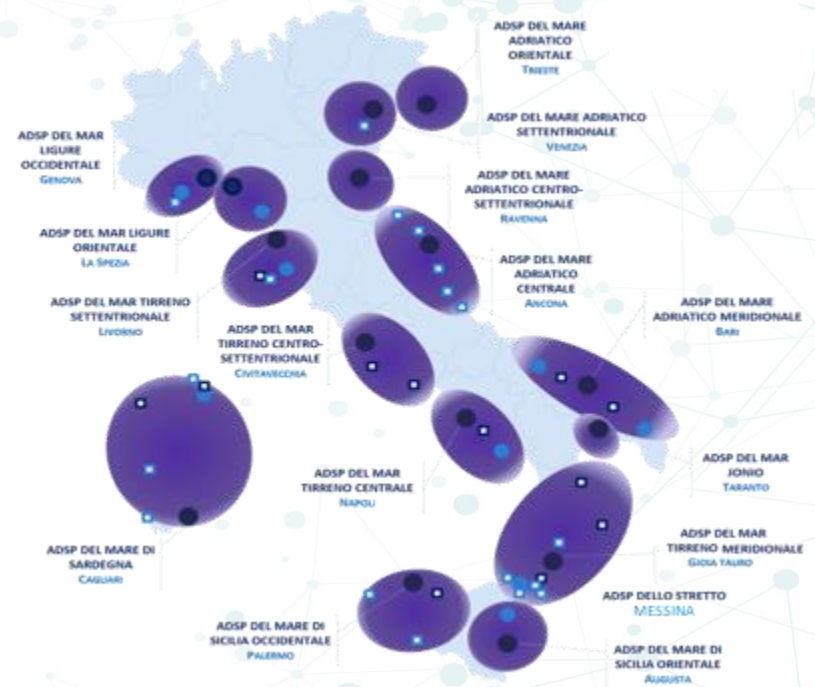 ADSP DEL MARE
ADRIATICO
ORIENTALE
TRIESTE
ADSP DEL MARE ADRIATICO
SETTENTRIONALE
VENEZIA
ADSP DEL MAR
LIGURE
OCCIDENTALE
GENOVA
ADSP DEL MARE
ADRIATICO CENTRO-
SETTENTRIONALE
RAVENNA
ADSP DEL MAR LIGURE
ORIENTALE
LA SPEZIA
ADSP DEL MARE
ADRIATICO
CENTRALE
ANCONA
ADSP DEL MAR TIRRENO
SETTENTRIONALE
LIVORNO
ADSP DEL MARE
ADRIATICO MERIDIONALE
BARI
ADSP DEL MAR
TIRRENO CENTRO-
SETTENTRIONALE
CIVITAVECCHIA
ADSP DEL MAR
JONIO
TARANTO
ADSP DEL MAR
TIRRENO CENTRALE
NAPOLI
ADSP DEL MAR
TIRRENO MERIDIONALE
GIOIA TAURO
ADSP DEL MARE DI
SARDEGNA
CAGLIARI
ADSP DELLO STRETTO
MESSINA
ADSP DEL MARE DI
SICILIA OCCIDENTALE
PALERMO
ADSP DEL MARE DI
SICILIA ORIENTALE
AUGUSTA